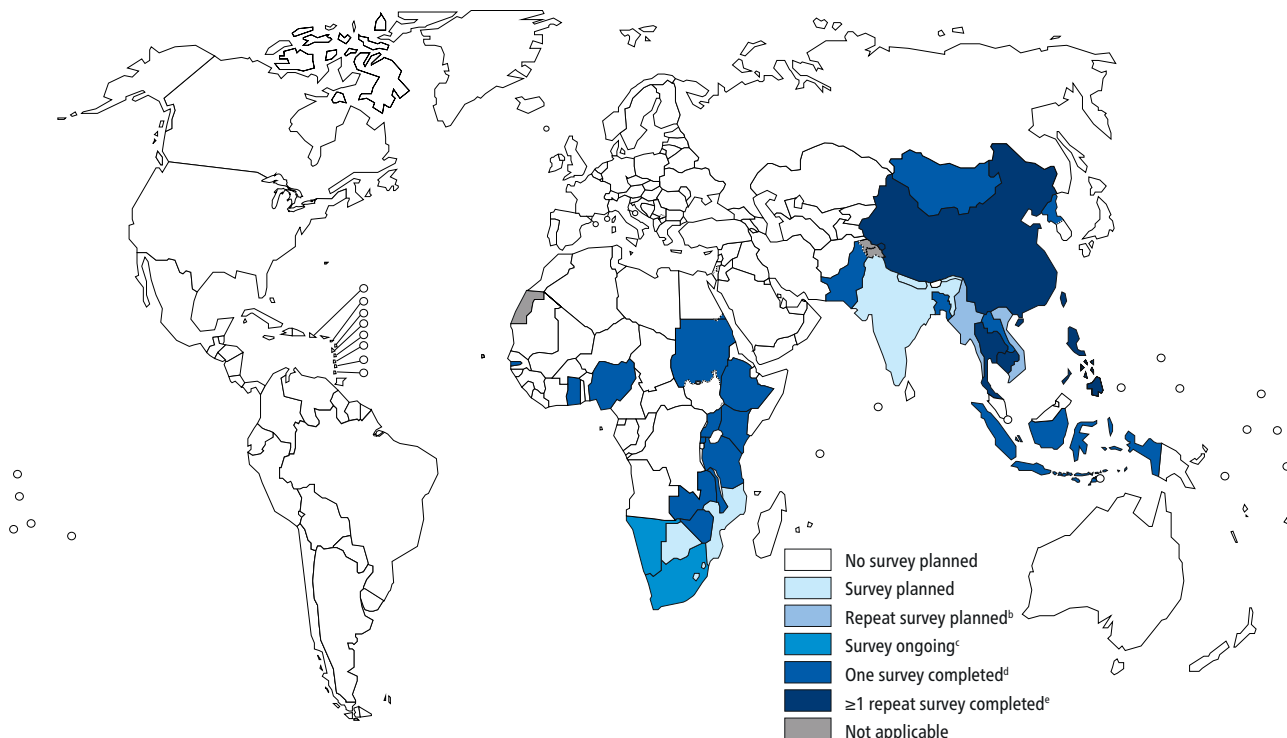 No survey planned
Survey planned
Repeat survey plannedᵇ
Survey ongoingᶜ
One survey completedᵈ
≥1 repeat survey completedᵉ
Not applicable